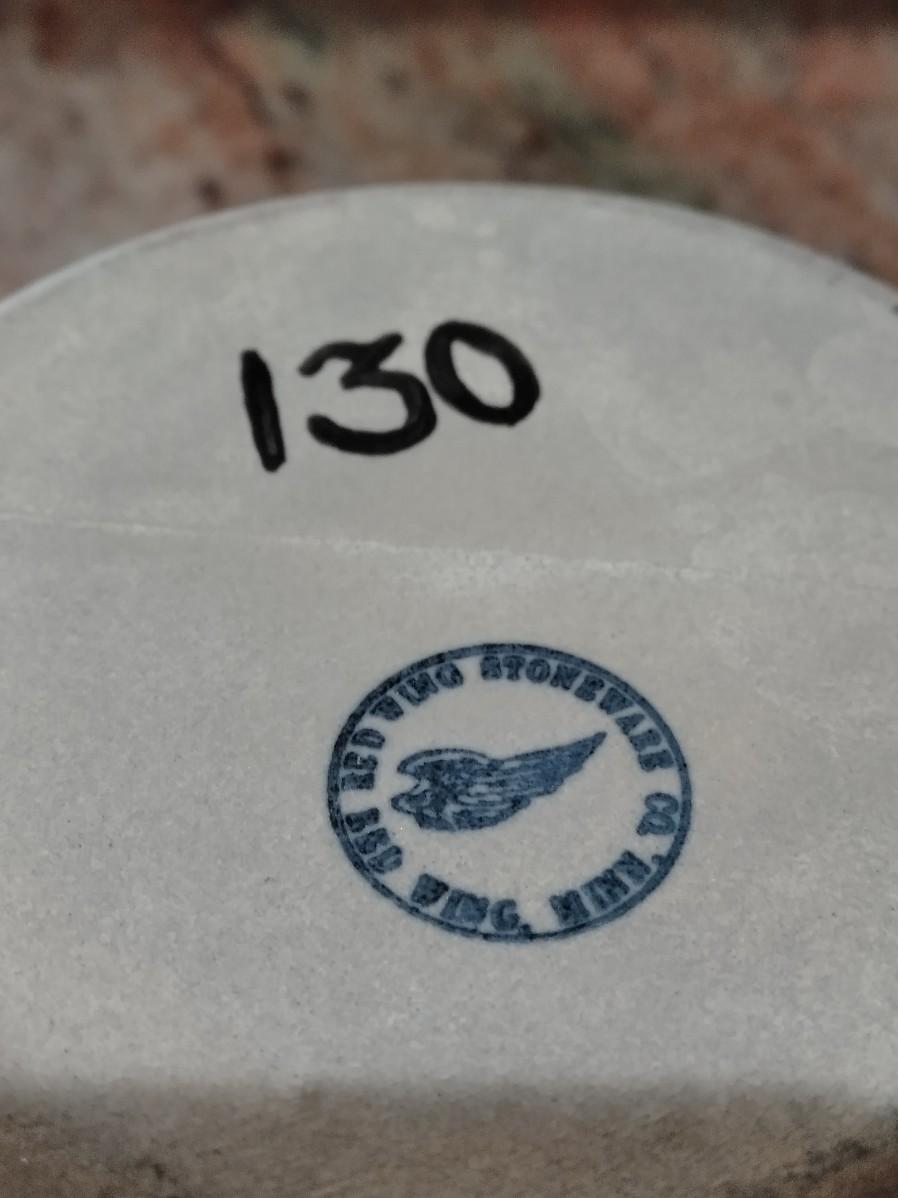 130
RED WING STONEWARE CO.
RED WING, MINN.